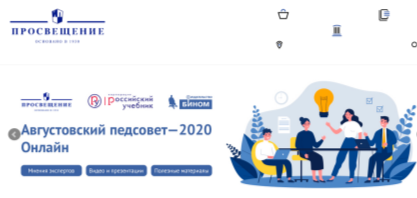 ПРОСВЕЩЕНИЕ
ОСНОВАНО В 1930
ПРОСВЕЩЕНИЕ
российский
учебник
БИНОМ
Августовский педсовет—2020
Онлайн
Мнения экспертов
Видео и презентации
Полезные материалы